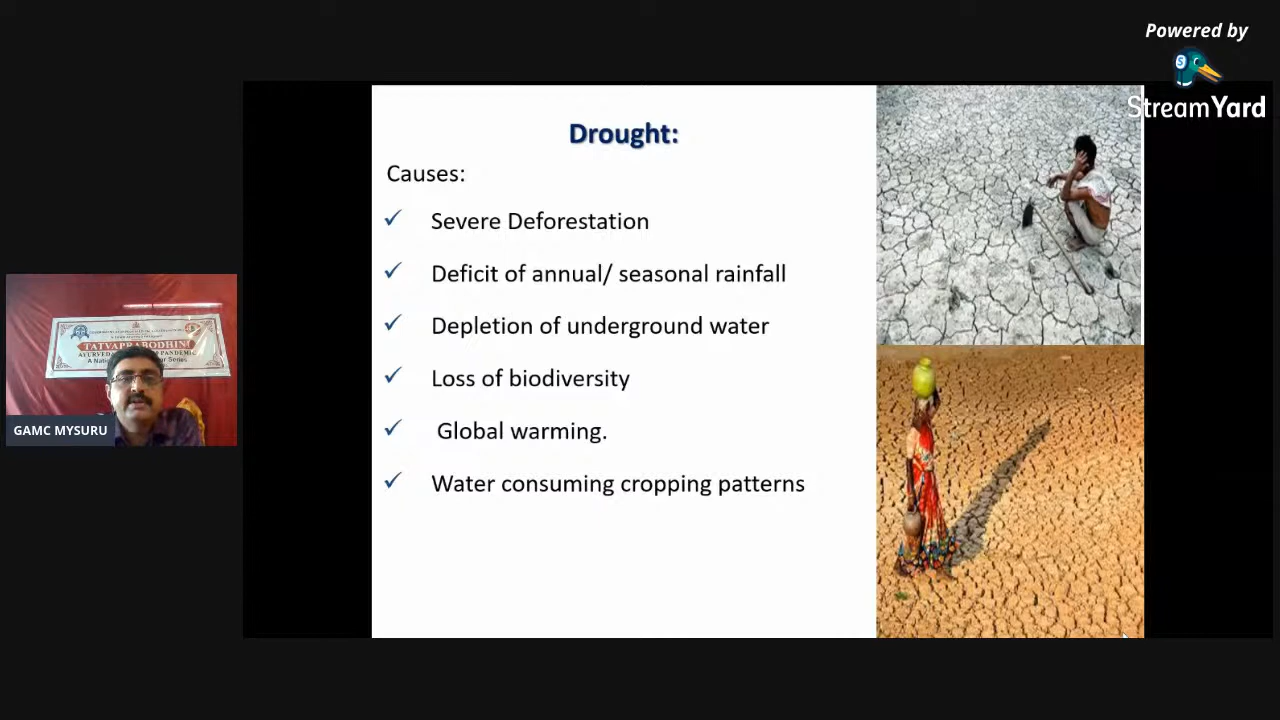 Powered by
StreamYard
Drought:
Causes:
✓ Severe Deforestation
✓ Deficit of annual/ seasonal rainfall
✓ Depletion of underground water
✓ Loss of biodiversity
✓ Global warming.
✓ Water consuming cropping patterns
TATVAPRABODHINI
GAMC MYSURU